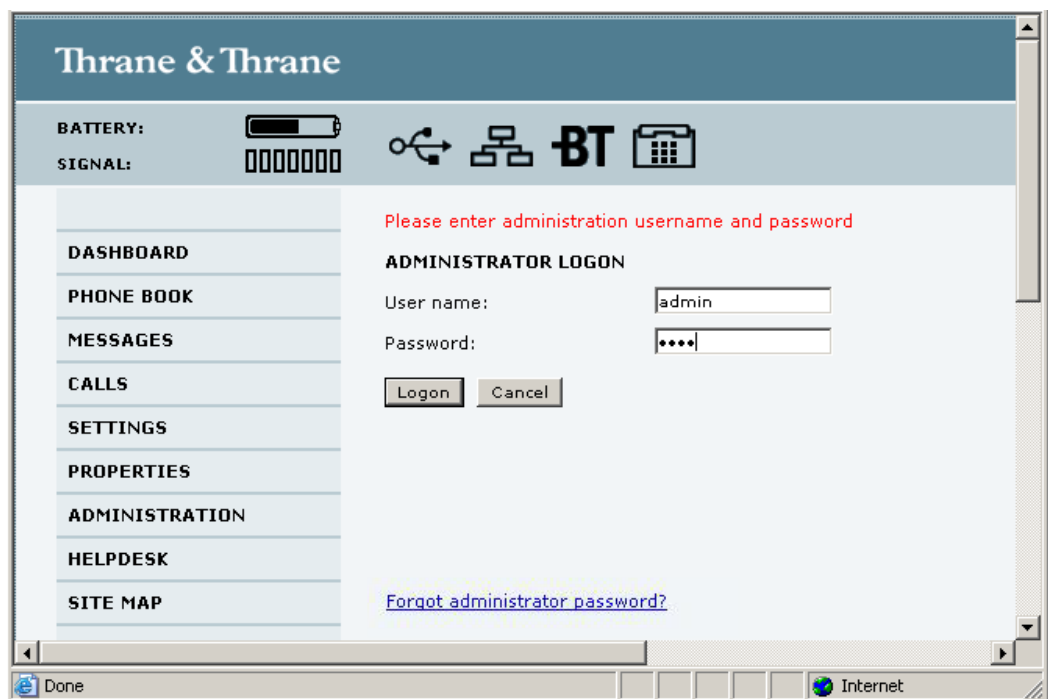 Thrane & Thrane
BATTERY:
SIGNAL:
BT
DASHBOARD
PHONE BOOK
MESSAGES
CALLS
SETTINGS
PROPERTIES
ADMINISTRATION
HELPDESK
SITE MAP
Please enter administration username and password
ADMINISTRATOR LOGON
User name: admin
Password: ••••
Logon Cancel
Forgot administrator password?
Done Internet